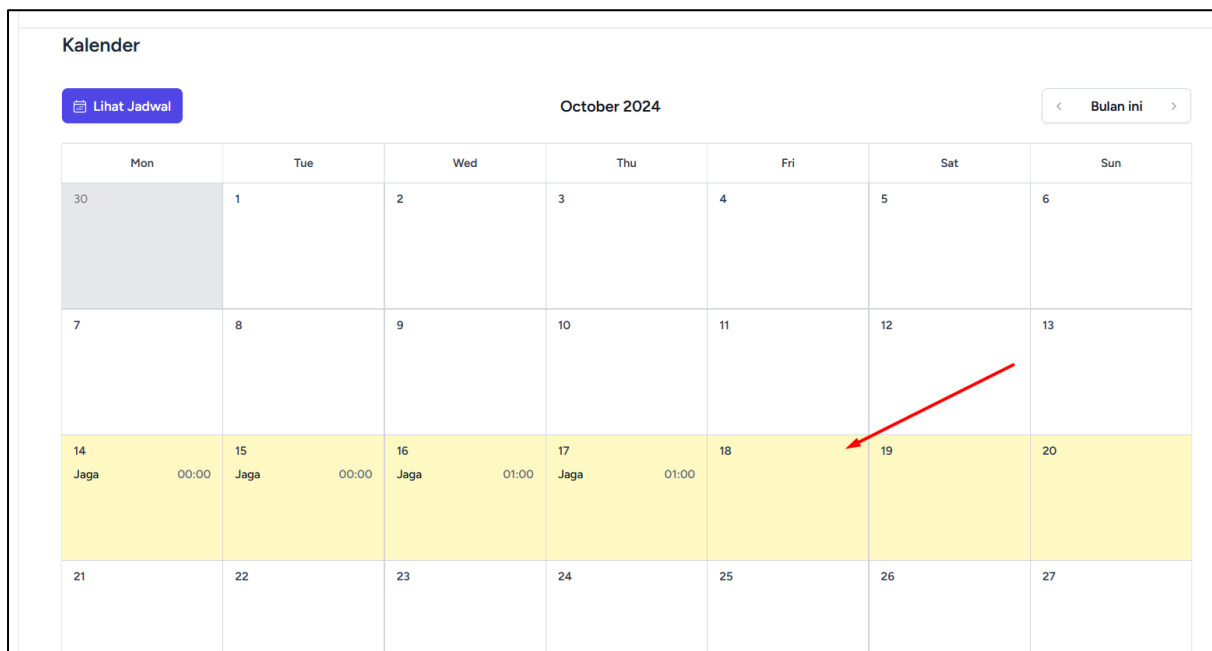 Kalender
Lihat Jadwal
October 2024
Bulan ini
Mon Tue Wed Thu Fri Sat Sun
30 1 2 3 4 5 6
7 8 9 10 11 12 13
14 15 16 17 18 19 20
Jaga 00:00 Jaga 00:00 Jaga 01:00 Jaga 01:00
21 22 23 24 25 26 27